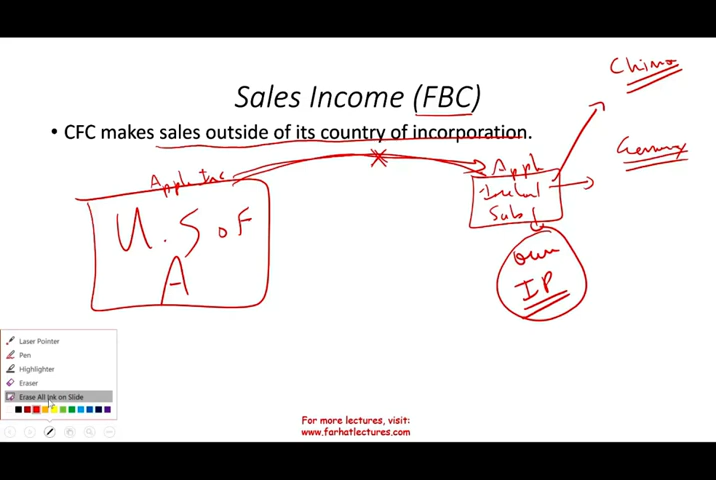 China
Sales Income (FBC)
• CFC makes sales outside of its country of incorporation.
Germany
Apple Inc
Appl
Ireland
Sub
U.S of
A
own
IP
Laser Pointer
Pen
Highlighter
Eraser
Erase All Ink on Slide
For more lectures, visit:
www.farhatlectures.com